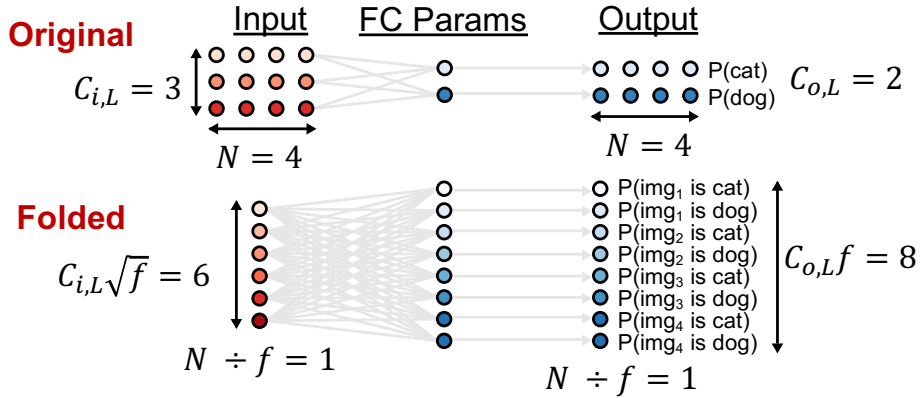 Input FC Params Output
Original
C_{i,L} = 3
P(cat)
P(dog)
C_{o,L} = 2
N = 4
N = 4
Folded
C_{i,L}√f = 6
P(img₁ is cat)
P(img₁ is dog)
P(img₂ is cat)
P(img₂ is dog)
P(img₃ is cat)
P(img₃ is dog)
P(img₄ is cat)
P(img₄ is dog)
C_{o,L}f = 8
N ÷ f = 1
N ÷ f = 1